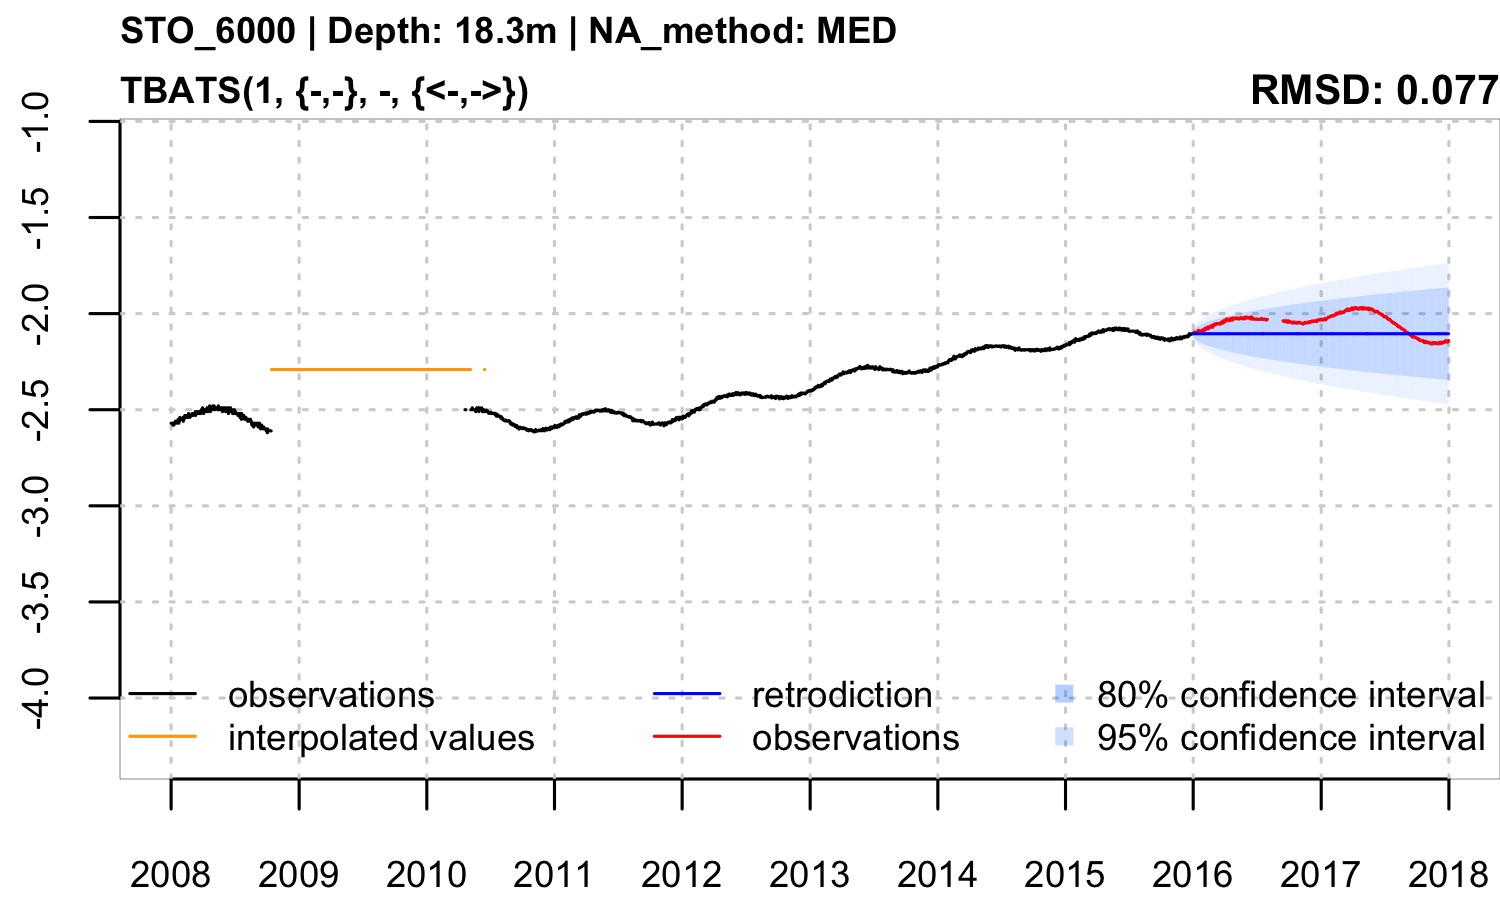 STO_6000 | Depth: 18.3m | NA_method: MED
TBATS(1, {-,-}, -, {<-,->})
RMSD: 0.077
-1.0
-1.5
-2.0
-2.5
-3.0
-3.5
-4.0
observations
retrodiction
80% confidence interval
interpolated values
observations
95% confidence interval
2008 2009 2010 2011 2012 2013 2014 2015 2016 2017 2018